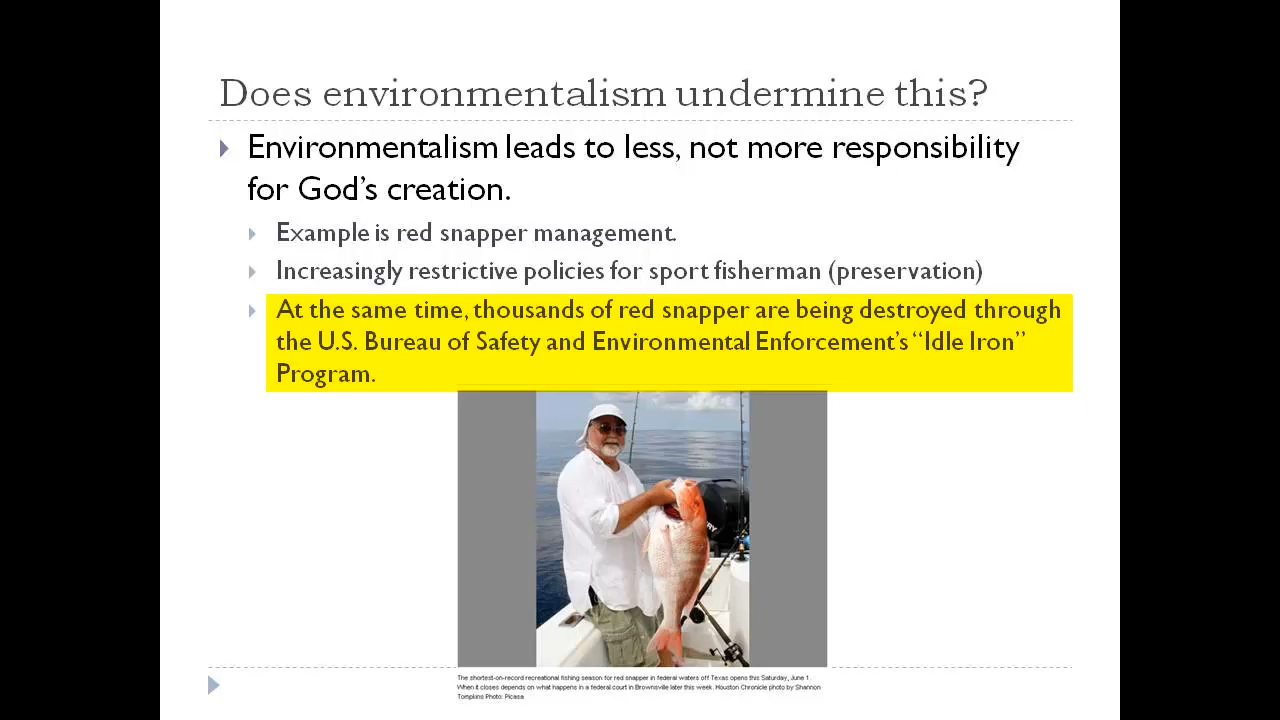 Does environmentalism undermine this?
Environmentalism leads to less, not more responsibility
for God's creation.
Example is red snapper management.
Increasingly restrictive policies for sport fisherman (preservation)
At the same time, thousands of red snapper are being destroyed through
the U.S. Bureau of Safety and Environmental Enforcement's “Idle Iron”
Program.
The shortest-on-record recreational fishing season for red snapper in federal waters off Texas opens this Saturday, June 1.
When it closes depends on what happens in a federal court in Brownsville later this week. Houston Chronicle photo by Shannon
Tompkins Photo: Picasa